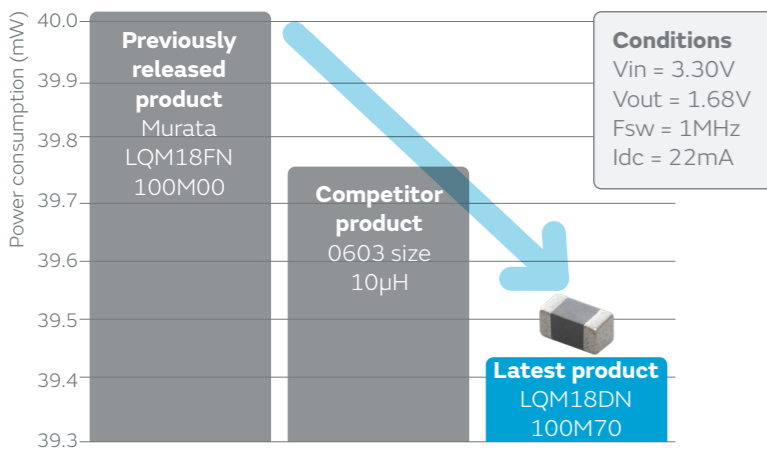 Power consumption (mW)
40.0
39.9
39.8
39.7
39.6
39.5
39.4
39.3
Previously
released
product
Murata
LQM18FN
100M00
Competitor
product
0603 size
10µH
Latest product
LQM18DN
100M70
Conditions
Vin = 3.30V
Vout = 1.68V
Fsw = 1MHz
Idc = 22mA